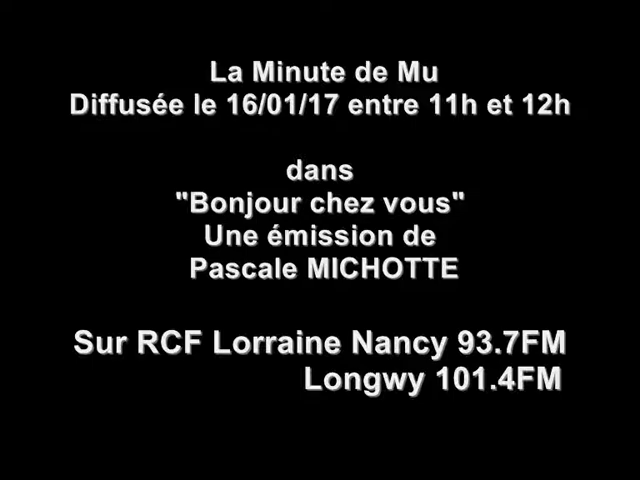 La Minute de Mu
Diffusée le 16/01/17 entre 11h et 12h
dans
"Bonjour chez vous"
Une émission de
Pascale MICHOTTE
Sur RCF Lorraine Nancy 93.7FM
Longwy 101.4FM